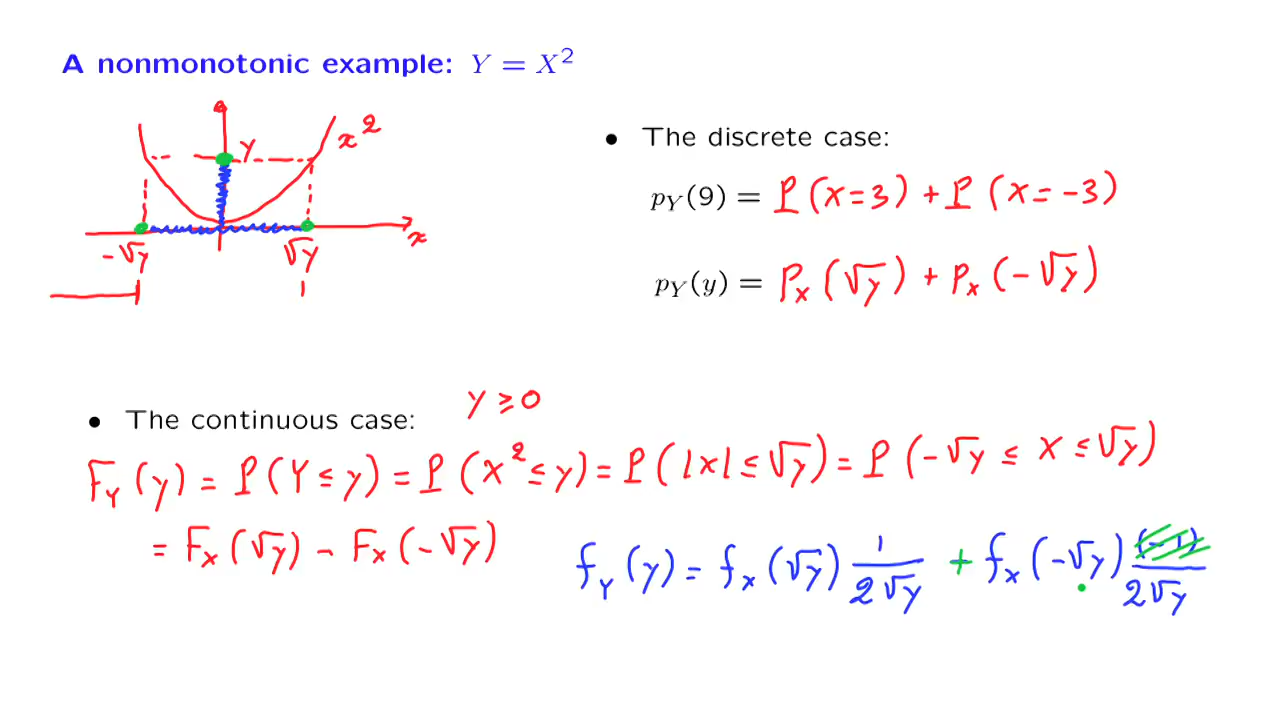 A nonmonotonic example: Y = X²
y
x²
x
-√y
√y
• The discrete case:
p_Y(9) = P(X=3) + P(X=-3)
p_Y(y) = p_X(√y) + p_X(-√y)
• The continuous case: y ≥ 0
F_Y(y) = P(Y ≤ y) = P(X² ≤ y) = P(|X| ≤ √y) = P(-√y ≤ X ≤ √y)
= F_X(√y) - F_X(-√y)
f_Y(y) = f_X(√y) 1/(2√y) + f_X(-√y) (-1)/(2√y)